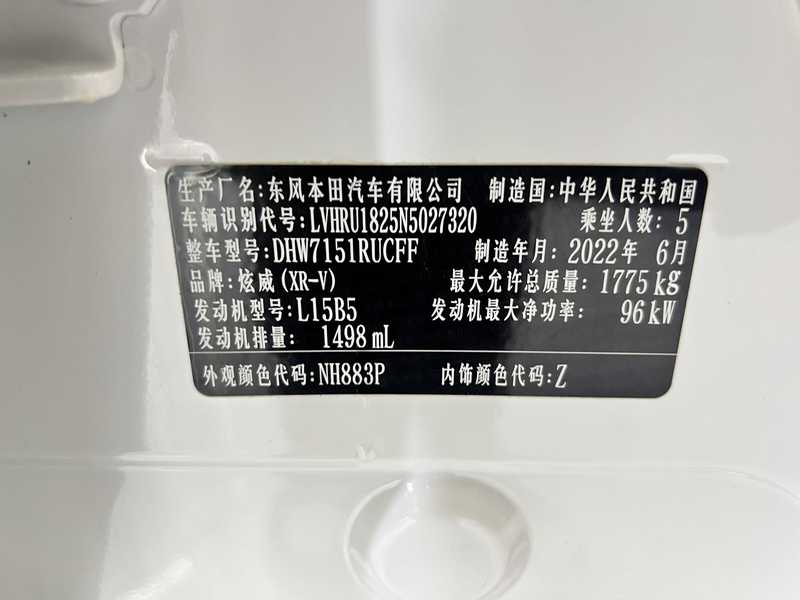 生产厂名:东风本田汽车有限公司 制造国:中华人民共和国
车辆识别代号:LVHRU1825N5027320 乘坐人数:5
整车型号:DHW7151RUCFF 制造年月:2022年 6月
品牌:炫威(XR-V) 最大允许总质量:1775kg
发动机型号:L15B5 发动机最大净功率: 96kW
发动机排量: 1498mL
外观颜色代码:NH883P 内饰颜色代码:Z